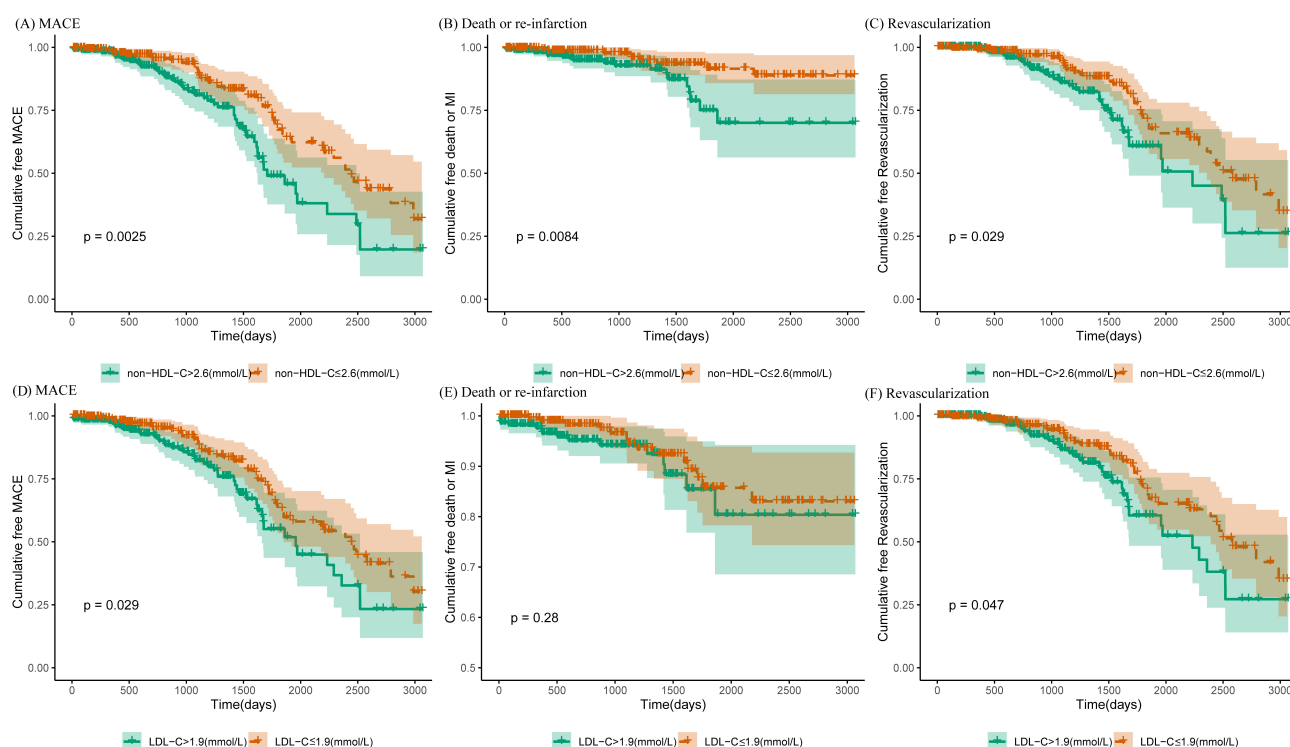 (A) MACE
Cumulative free MACE
1.00
0.75
0.50
0.25
0.00
p = 0.0025
0 500 1000 1500 2000 2500 3000
Time(days)
non−HDL−C>2.6(mmol/L) non−HDL−C≤2.6(mmol/L)
(B) Death or re-infarction
Cumulative free death or MI
1.00
0.75
0.50
0.25
0.00
p = 0.0084
0 500 1000 1500 2000 2500 3000
Time(days)
non−HDL−C>2.6(mmol/L) non−HDL−C≤2.6(mmol/L)
(C) Revascularization
Cumulative free Revascularization
1.00
0.75
0.50
0.25
0.00
p = 0.029
0 500 1000 1500 2000 2500 3000
Time(days)
non−HDL−C>2.6(mmol/L) non−HDL−C≤2.6(mmol/L)
(D) MACE
Cumulative free MACE
1.00
0.75
0.50
0.25
0.00
p = 0.029
0 500 1000 1500 2000 2500 3000
Time(days)
LDL−C>1.9(mmol/L) LDL−C≤1.9(mmol/L)
(E) Death or re-infarction
Cumulative free death or MI
1.0
0.9
0.8
0.7
0.6
0.5
p = 0.28
0 500 1000 1500 2000 2500 3000
Time(days)
LDL−C>1.9(mmol/L) LDL−C≤1.9(mmol/L)
(F) Revascularization
Cumulative free Revascularization
1.00
0.75
0.50
0.25
0.00
p = 0.047
0 500 1000 1500 2000 2500 3000
Time(days)
LDL−C>1.9(mmol/L) LDL−C≤1.9(mmol/L)